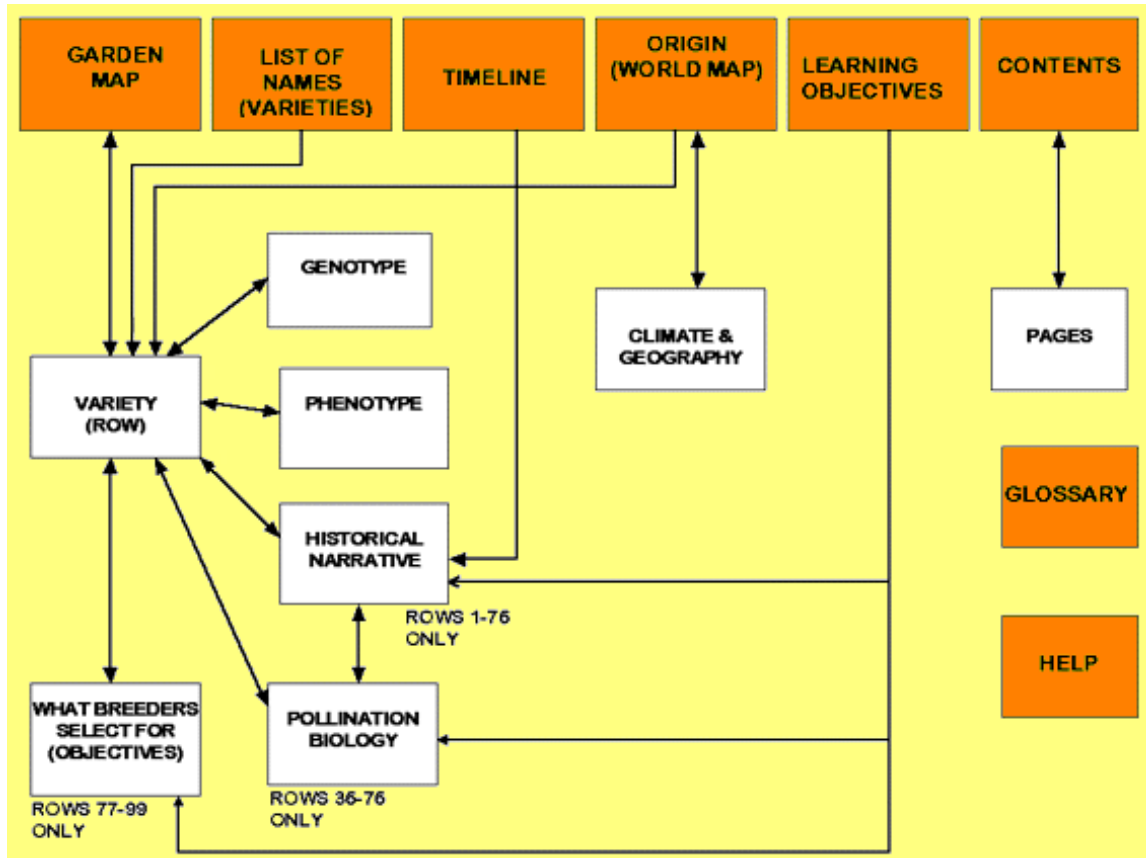 GARDEN
MAP
LIST OF
NAMES
(VARIETIES)
TIMELINE
ORIGIN
(WORLD MAP)
LEARNING
OBJECTIVES
CONTENTS
GENOTYPE
CLIMATE &
GEOGRAPHY
PAGES
VARIETY
(ROW)
PHENOTYPE
GLOSSARY
HISTORICAL
NARRATIVE
ROWS 1-76
ONLY
HELP
WHAT BREEDERS
SELECT FOR
(OBJECTIVES)
POLLINATION
BIOLOGY
ROWS 77-99
ONLY
ROWS 36-76
ONLY